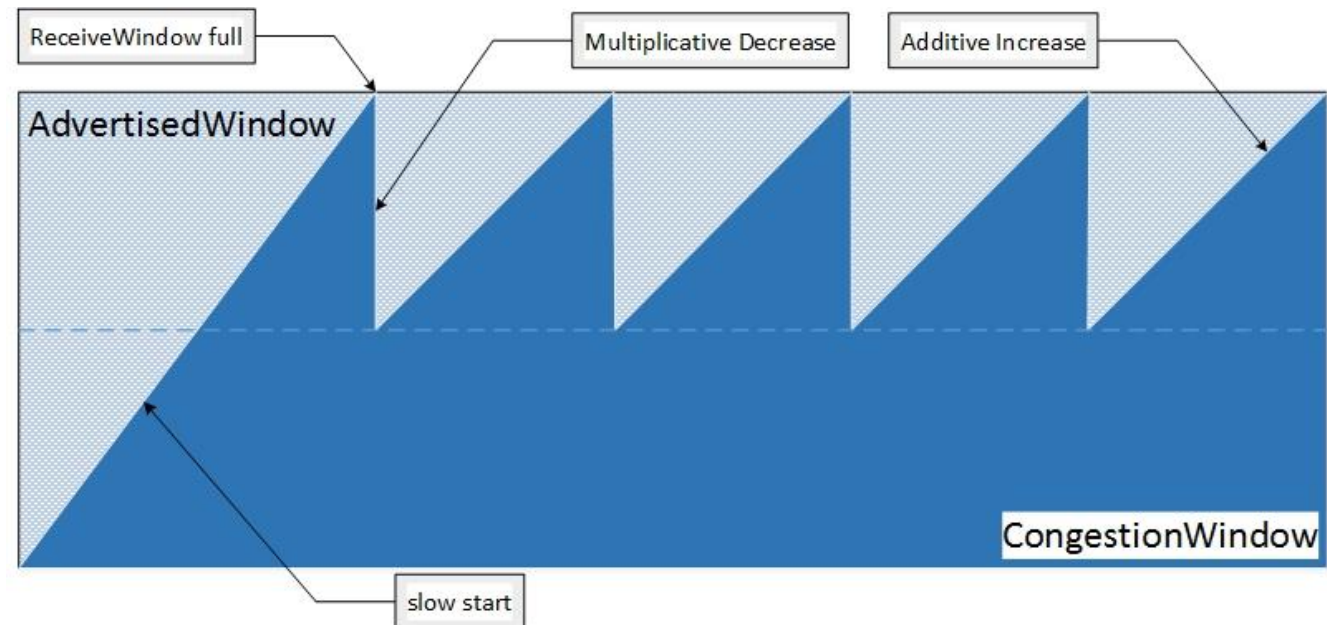 ReceiveWindow full
Multiplicative Decrease
Additive Increase
AdvertisedWindow
CongestionWindow
slow start